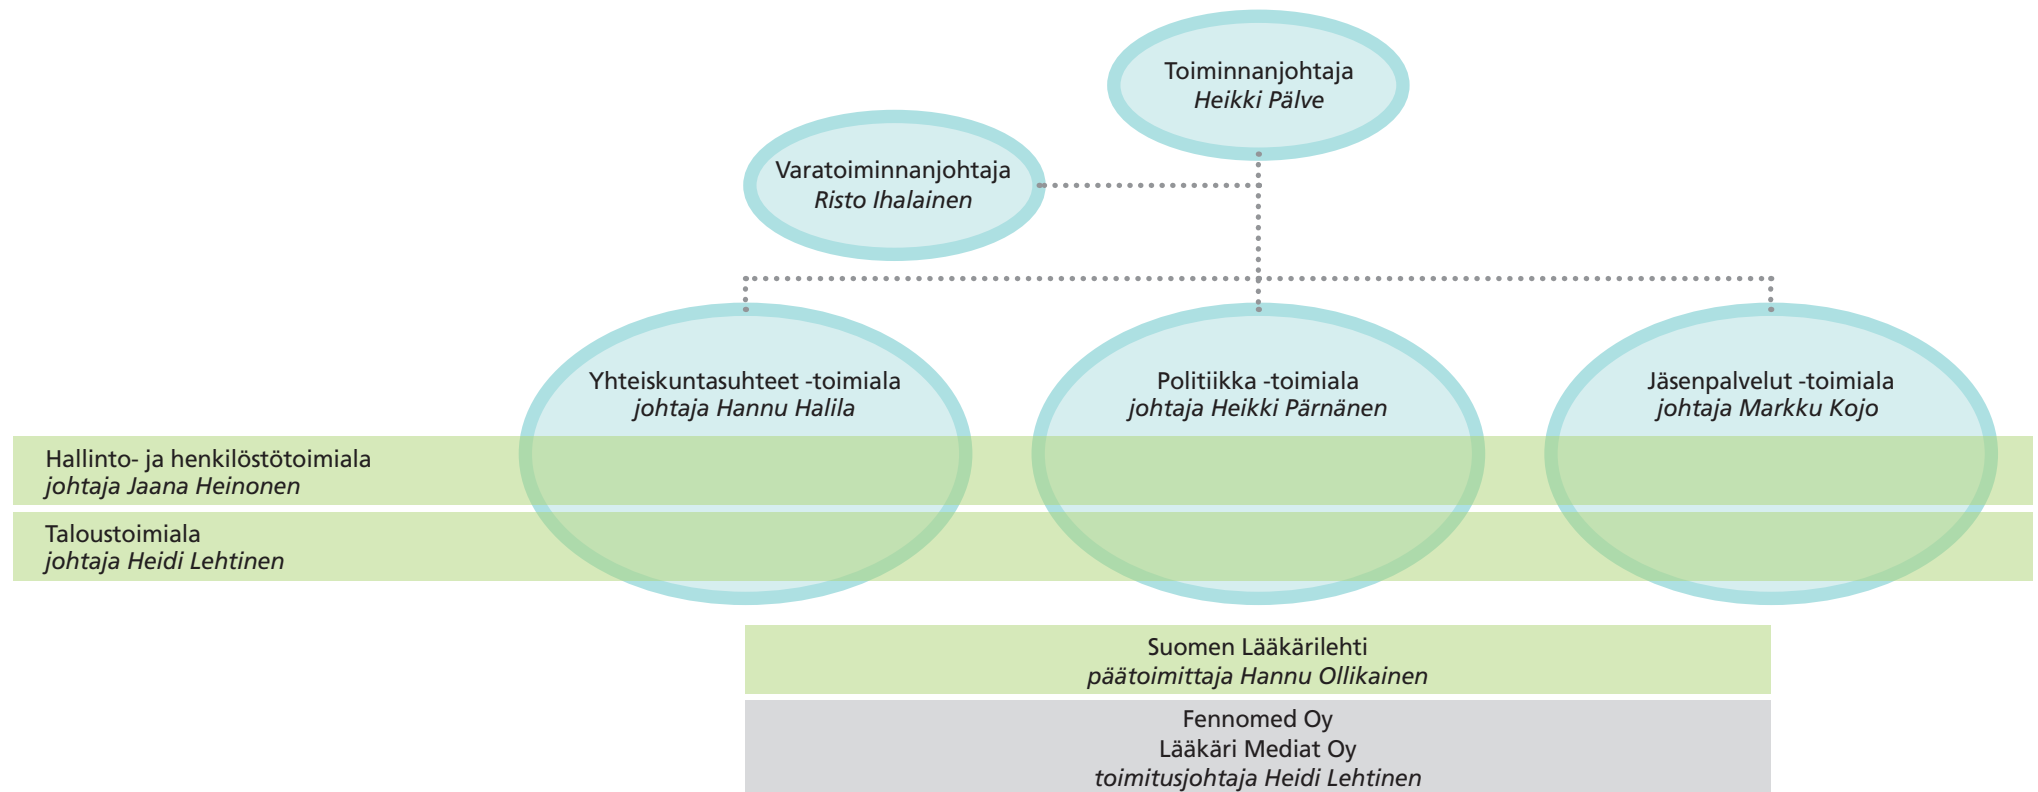 Toiminnanjohtaja
Heikki Pälve
Varatoiminnanjohtaja
Risto Ihalainen
Yhteiskuntasuhteet -toimiala
johtaja Hannu Halila
Politiikka -toimiala
johtaja Heikki Pärnänen
Jäsenpalvelut -toimiala
johtaja Markku Kojo
Hallinto- ja henkilöstötoimiala
johtaja Jaana Heinonen
Taloustoimiala
johtaja Heidi Lehtinen
Suomen Lääkärilehti
päätoimittaja Hannu Ollikainen
Fennomed Oy
Lääkäri Mediat Oy
toimitusjohtaja Heidi Lehtinen